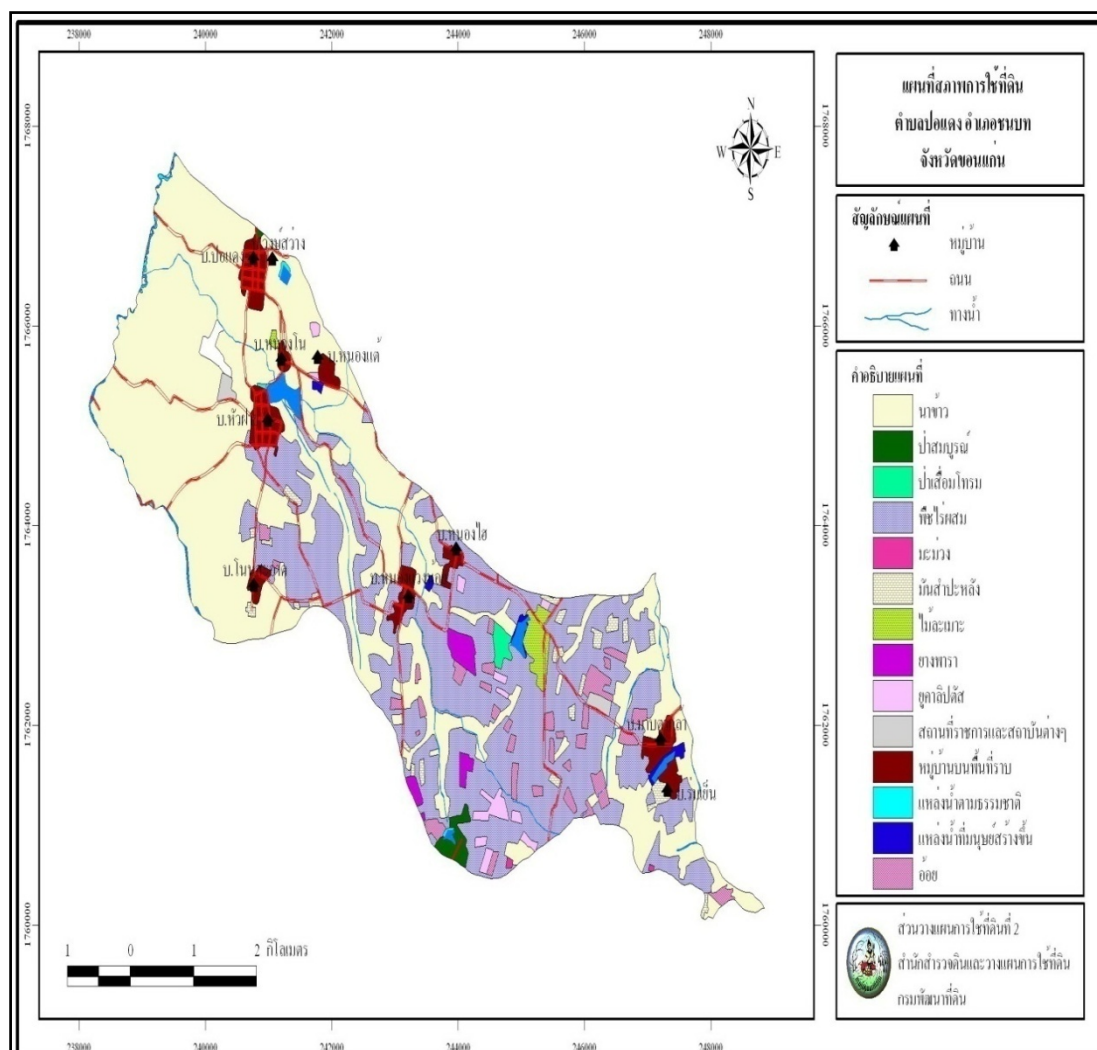 238000 240000 242000 244000 246000 248000
แผนที่สภาพการใช้ที่ดิน
ตำบลปอแดง อำเภอชนบท
จังหวัดขอนแก่น
1768000 1768000
N
W E
S
สัญลักษณ์แผนที่
หมู่บ้าน
ถนน
ทางน้ำ
บ.ปอแดง
1766000 1766000
บ.หนองโน
บ.หนองแต้
บ.หัวฝาย
คำอธิบายแผนที่
นาข้าว
ป่าสมบูรณ์
ป่าเสื่อมโทรม
พืชไร่ผสม
มะม่วง
มันสำปะหลัง
ไม้ละเมาะ
ยางพารา
ยูคาลิปตัส
สถานที่ราชการและสถาบันต่างๆ
หมู่บ้านบนพื้นที่ราบ
แหล่งน้ำตามธรรมชาติ
แหล่งน้ำที่มนุษย์สร้างขึ้น
อ้อย
1764000 1764000
บ.หนองไฮ
1762000 1762000
บ.ร่มเย็น
1760000 1760000
1 0 1 2 กิโลเมตร
ส่วนวางแผนการใช้ที่ดินที่ 2
สำนักสำรวจดินและวางแผนการใช้ที่ดิน
กรมพัฒนาที่ดิน
238000 240000 242000 244000 246000 248000